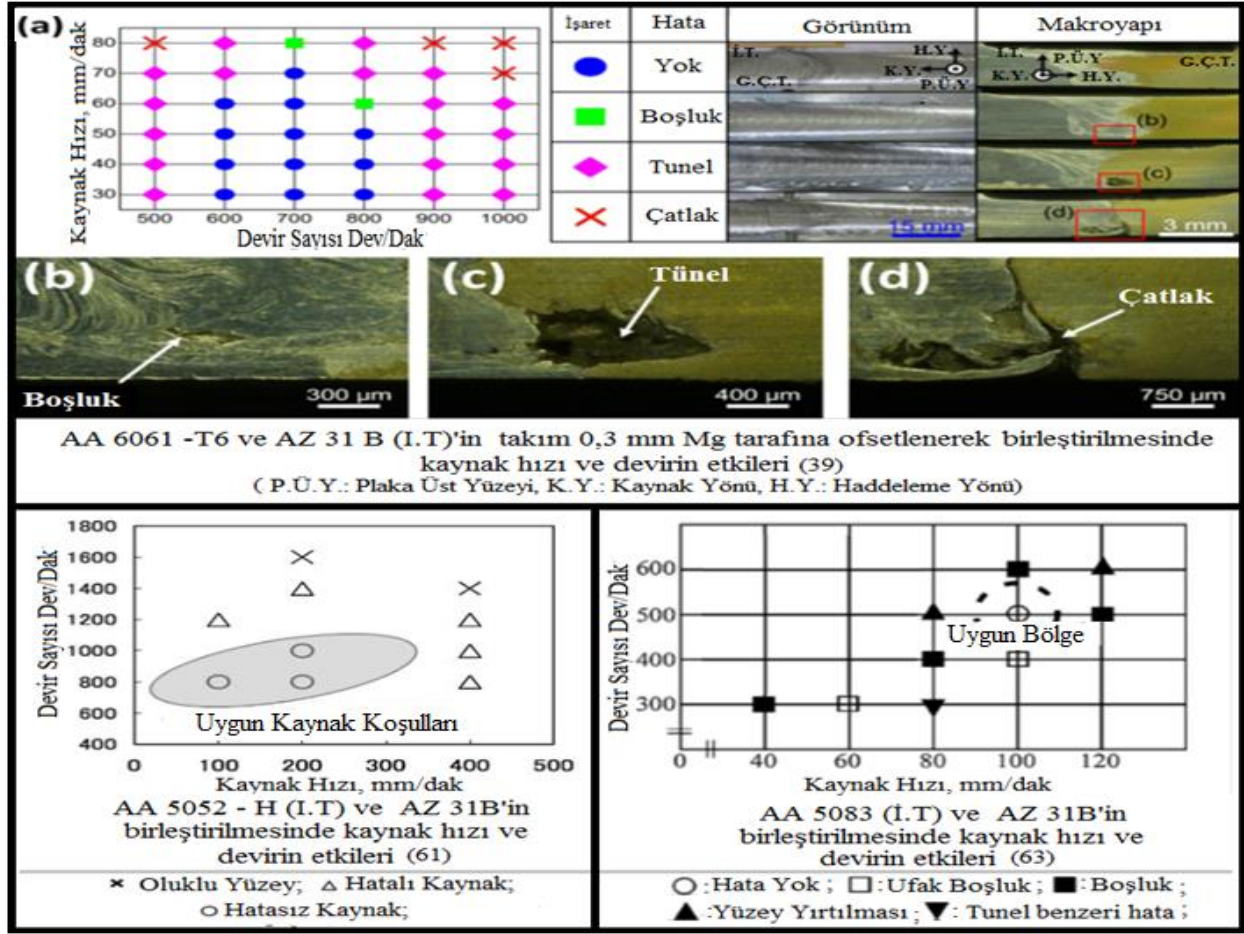 (a)
80
70
60
50
40
30
Kaynak Hızı, mm/dak
500 600 700 800 900 1000
Devir Sayısı Dev/Dak
İşaret Hata Görünüm Makroyapı
Yok
Boşluk
Tunel
Çatlak
İ.T.
G.Ç.T.
H.Y.
K.Y.
P.Ü.Y
15 mm
İ.T.
P.Ü.Y.
G.Ç.T.
K.Y.
H.Y.
(b)
(c)
(d)
3 mm
(b)
Boşluk
300 µm
(c)
Tünel
400 µm
(d)
Çatlak
750 µm
AA 6061 -T6 ve AZ 31 B (I.T)'in takım 0,3 mm Mg tarafına ofsetlenerek birleştirilmesinde
kaynak hızı ve devirin etkileri (39)
( P.Ü.Y.: Plaka Üst Yüzeyi, K.Y.: Kaynak Yönü, H.Y.: Haddeleme Yönü)
1800
1600
1400
1200
1000
800
600
400
Devir Sayısı Dev/Dak
Uygun Kaynak Koşulları
0 100 200 300 400 500
Kaynak Hızı, mm/dak
AA 5052 - H (I.T) ve AZ 31B'in
birleştirilmesinde kaynak hızı ve
devirin etkileri (61)
× Oluklu Yüzey; △ Hatalı Kaynak;
○ Hatasız Kaynak;
600
500
400
300
Devir Sayısı Dev/Dak
Uygun Bölge
0 40 60 80 100 120
Kaynak Hızı, mm/dak
AA 5083 (İ.T) ve AZ 31B'in
birleştirilmesinde kaynak hızı ve
devirin etkileri (63)
○:Hata Yok ; □:Ufak Boşluk ; ■:Boşluk ;
▲:Yüzey Yırtılması ; ▼: Tunel benzeri hata ;